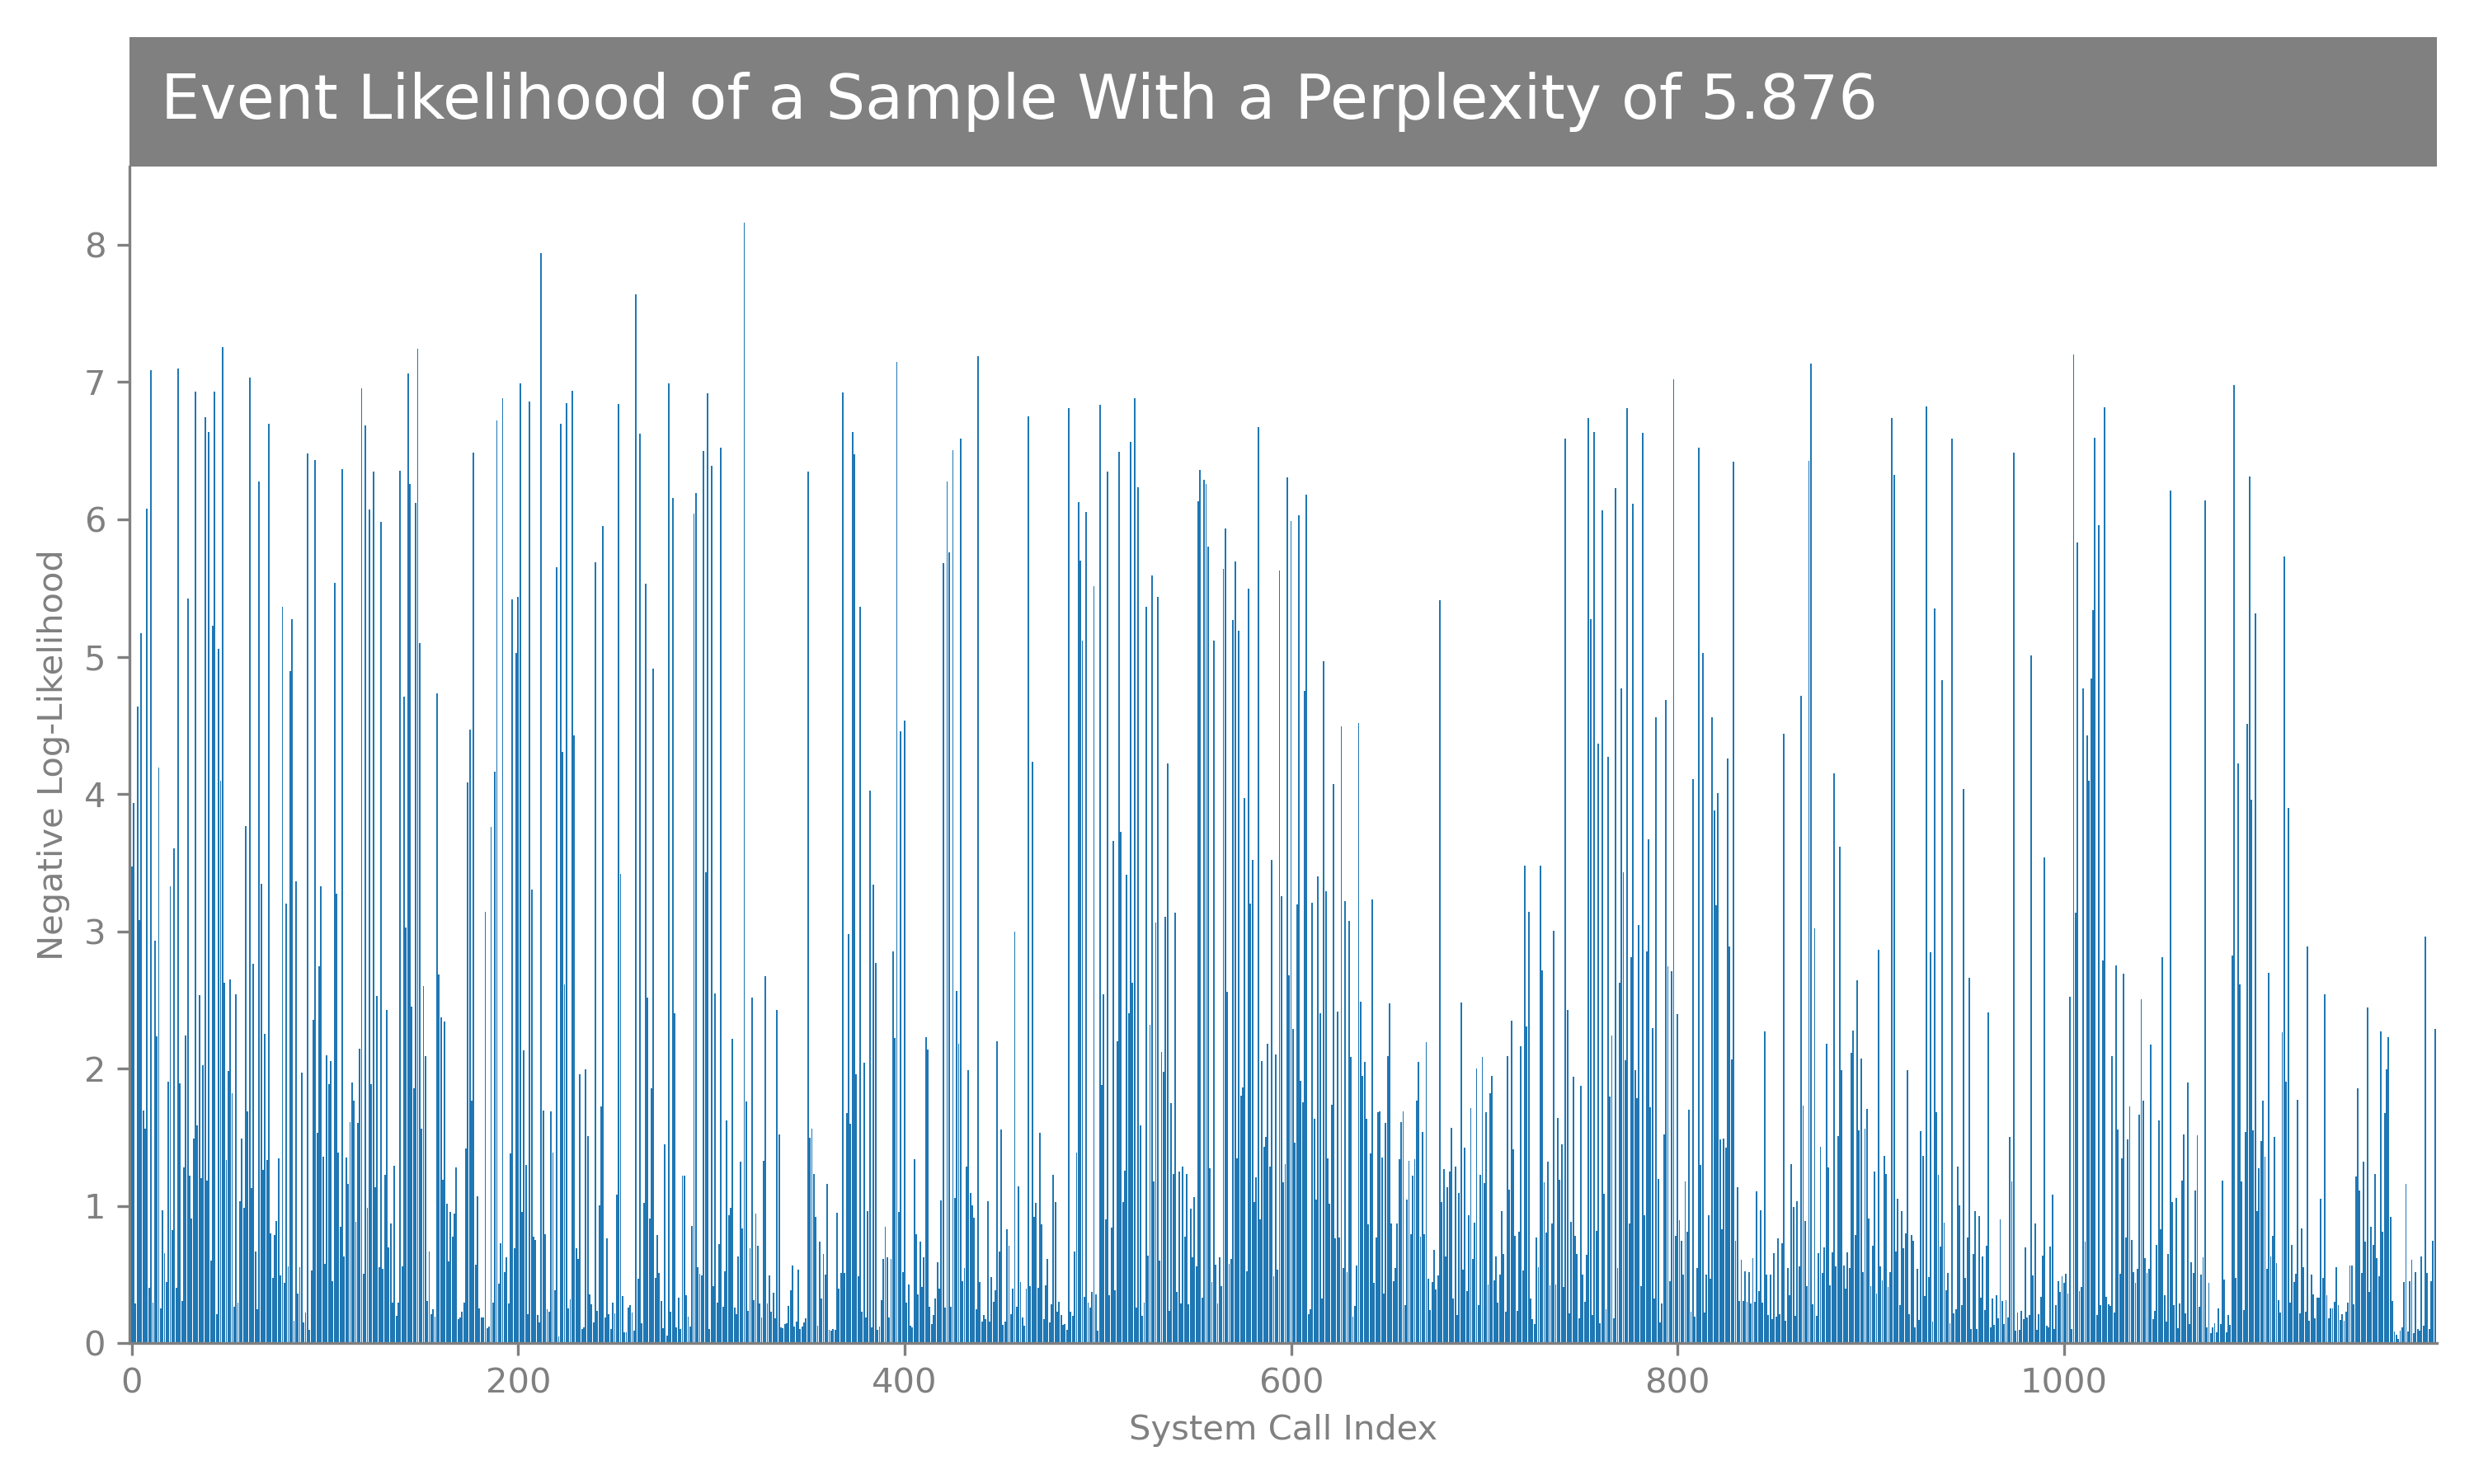 Event Likelihood of a Sample With a Perplexity of 5.876
8
7
6
5
4
3
2
1
0
Negative Log-Likelihood
0 200 400 600 800 1000
System Call Index